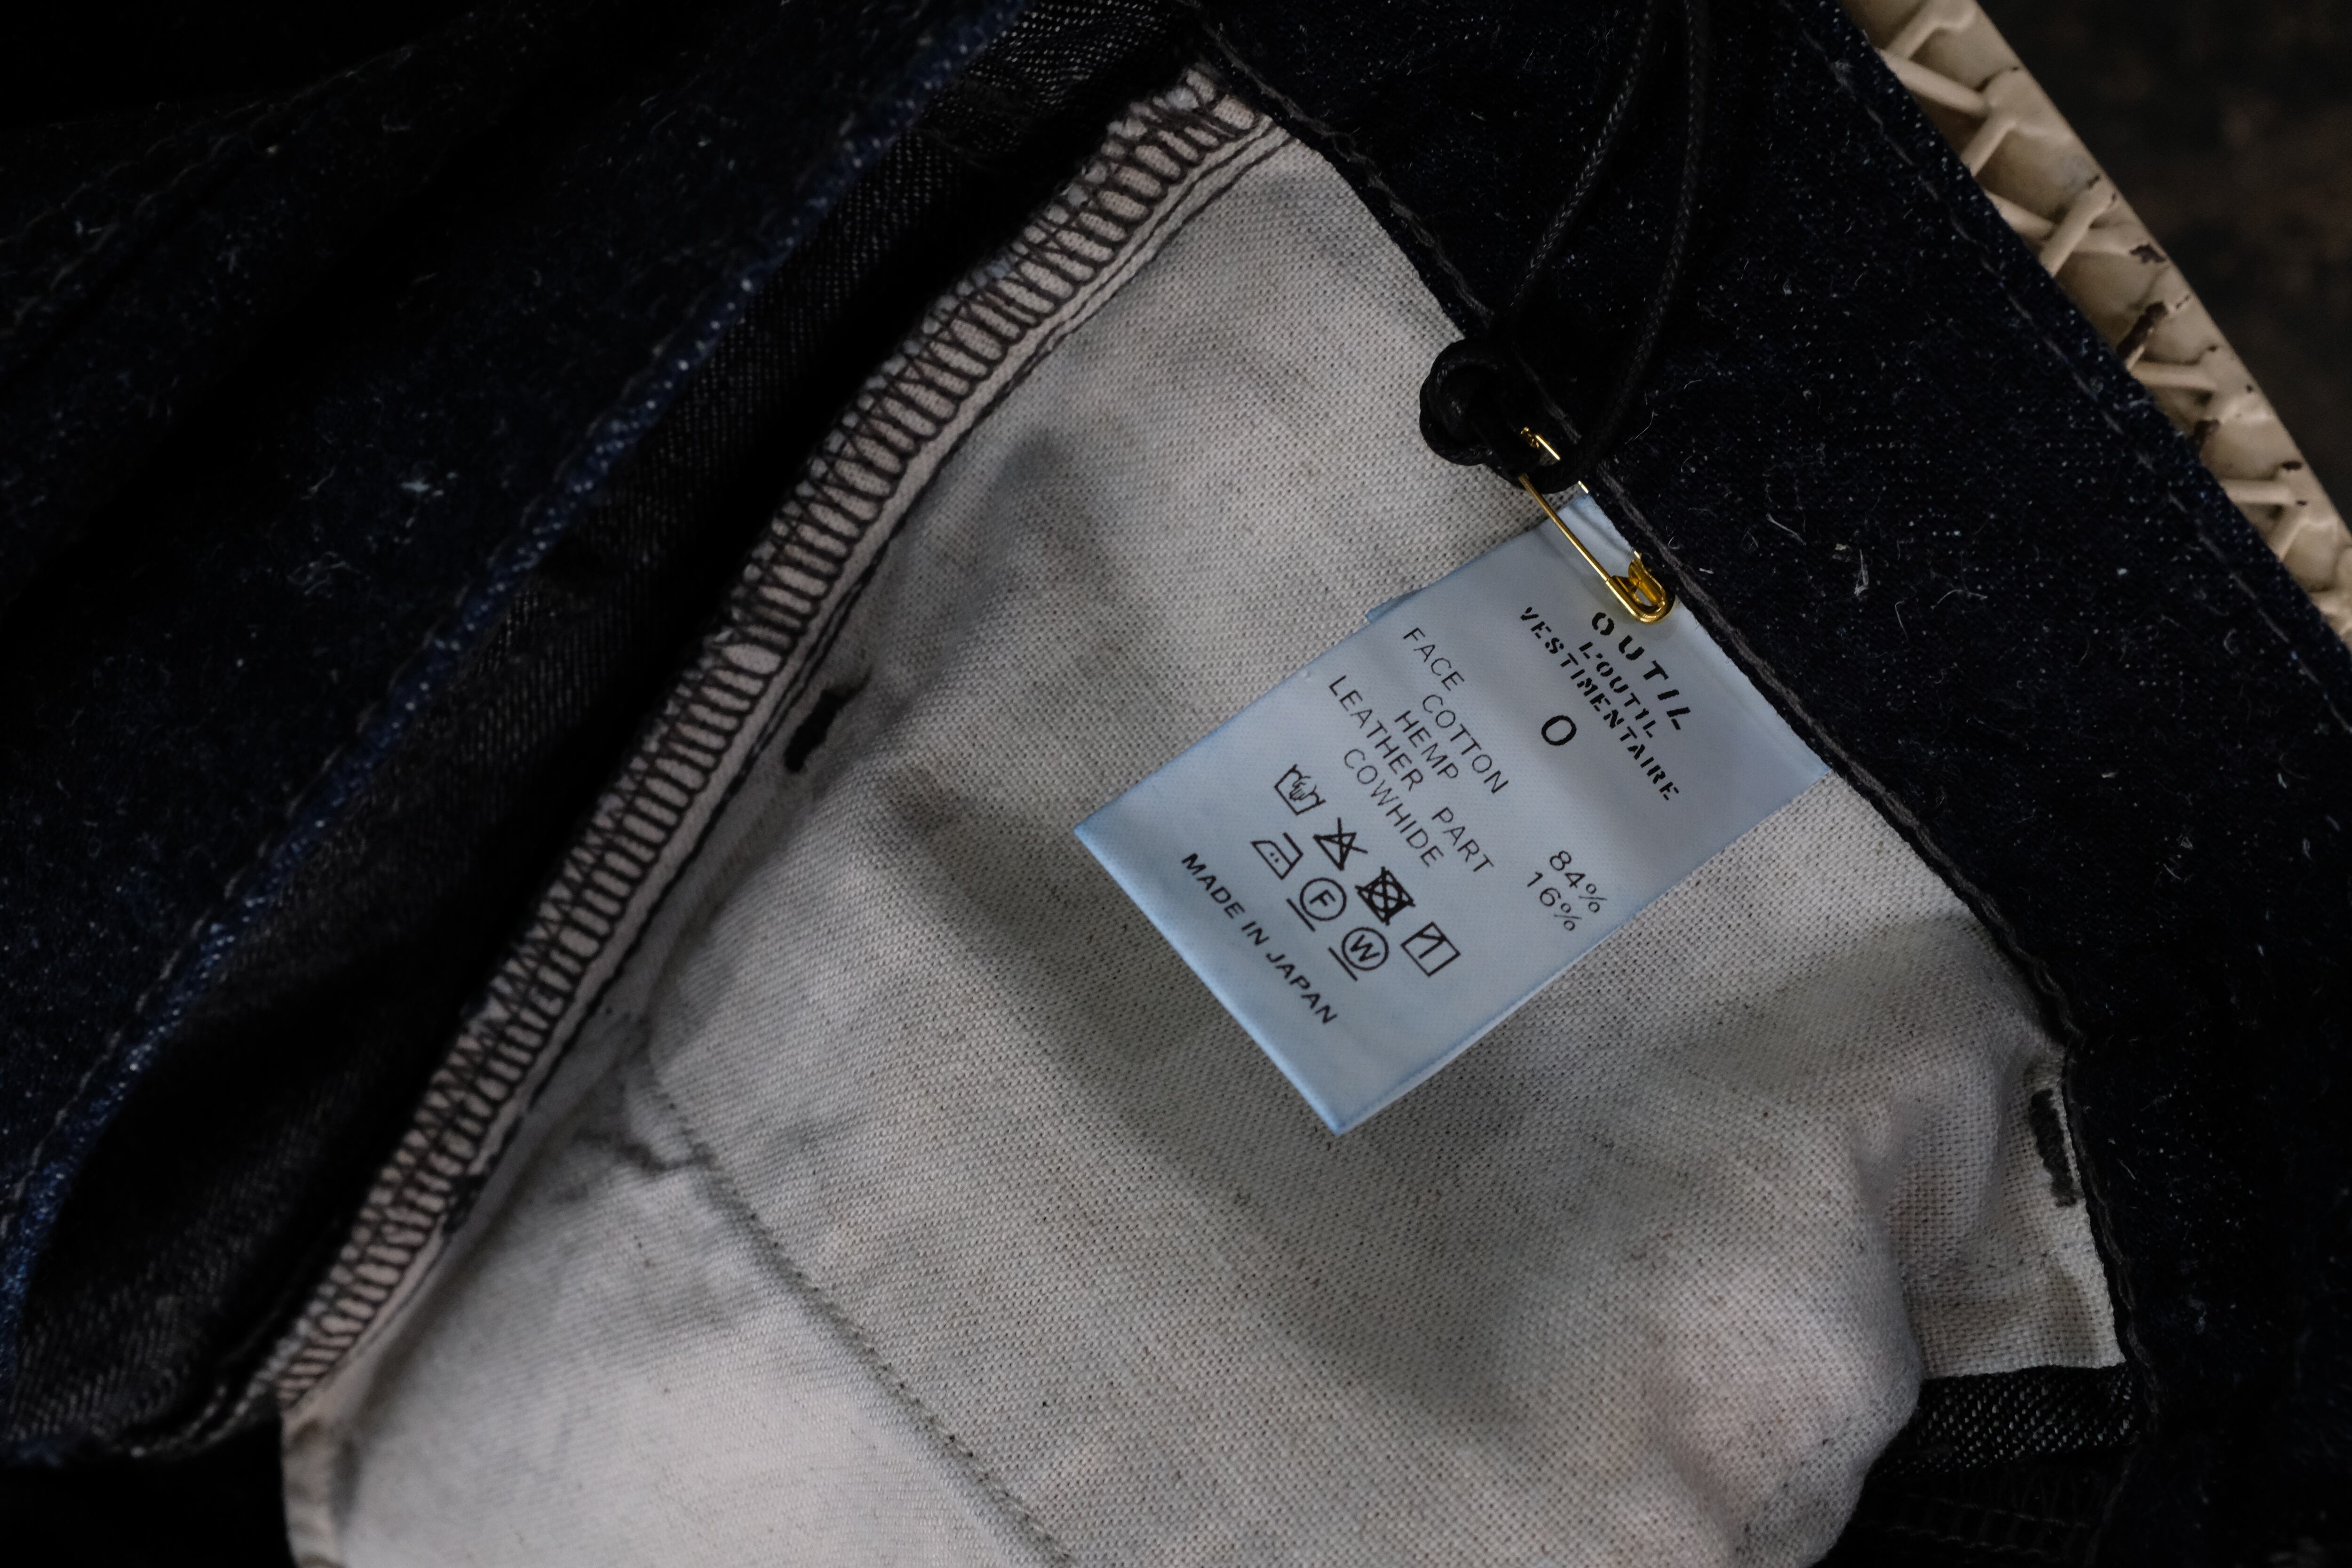 OUTIL
L'OUTIL
VESTIMENTAIRE
0
FACE
COTTON 84%
HEMP 16%
LEATHER PART
COWHIDE
F W
MADE IN JAPAN